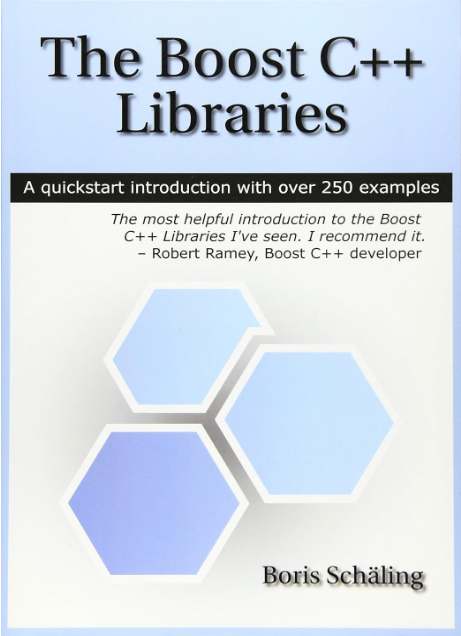 The Boost C++
Libraries
A quickstart introduction with over 250 examples
The most helpful introduction to the Boost
C++ Libraries I've seen. I recommend it.
– Robert Ramey, Boost C++ developer
Boris Schäling